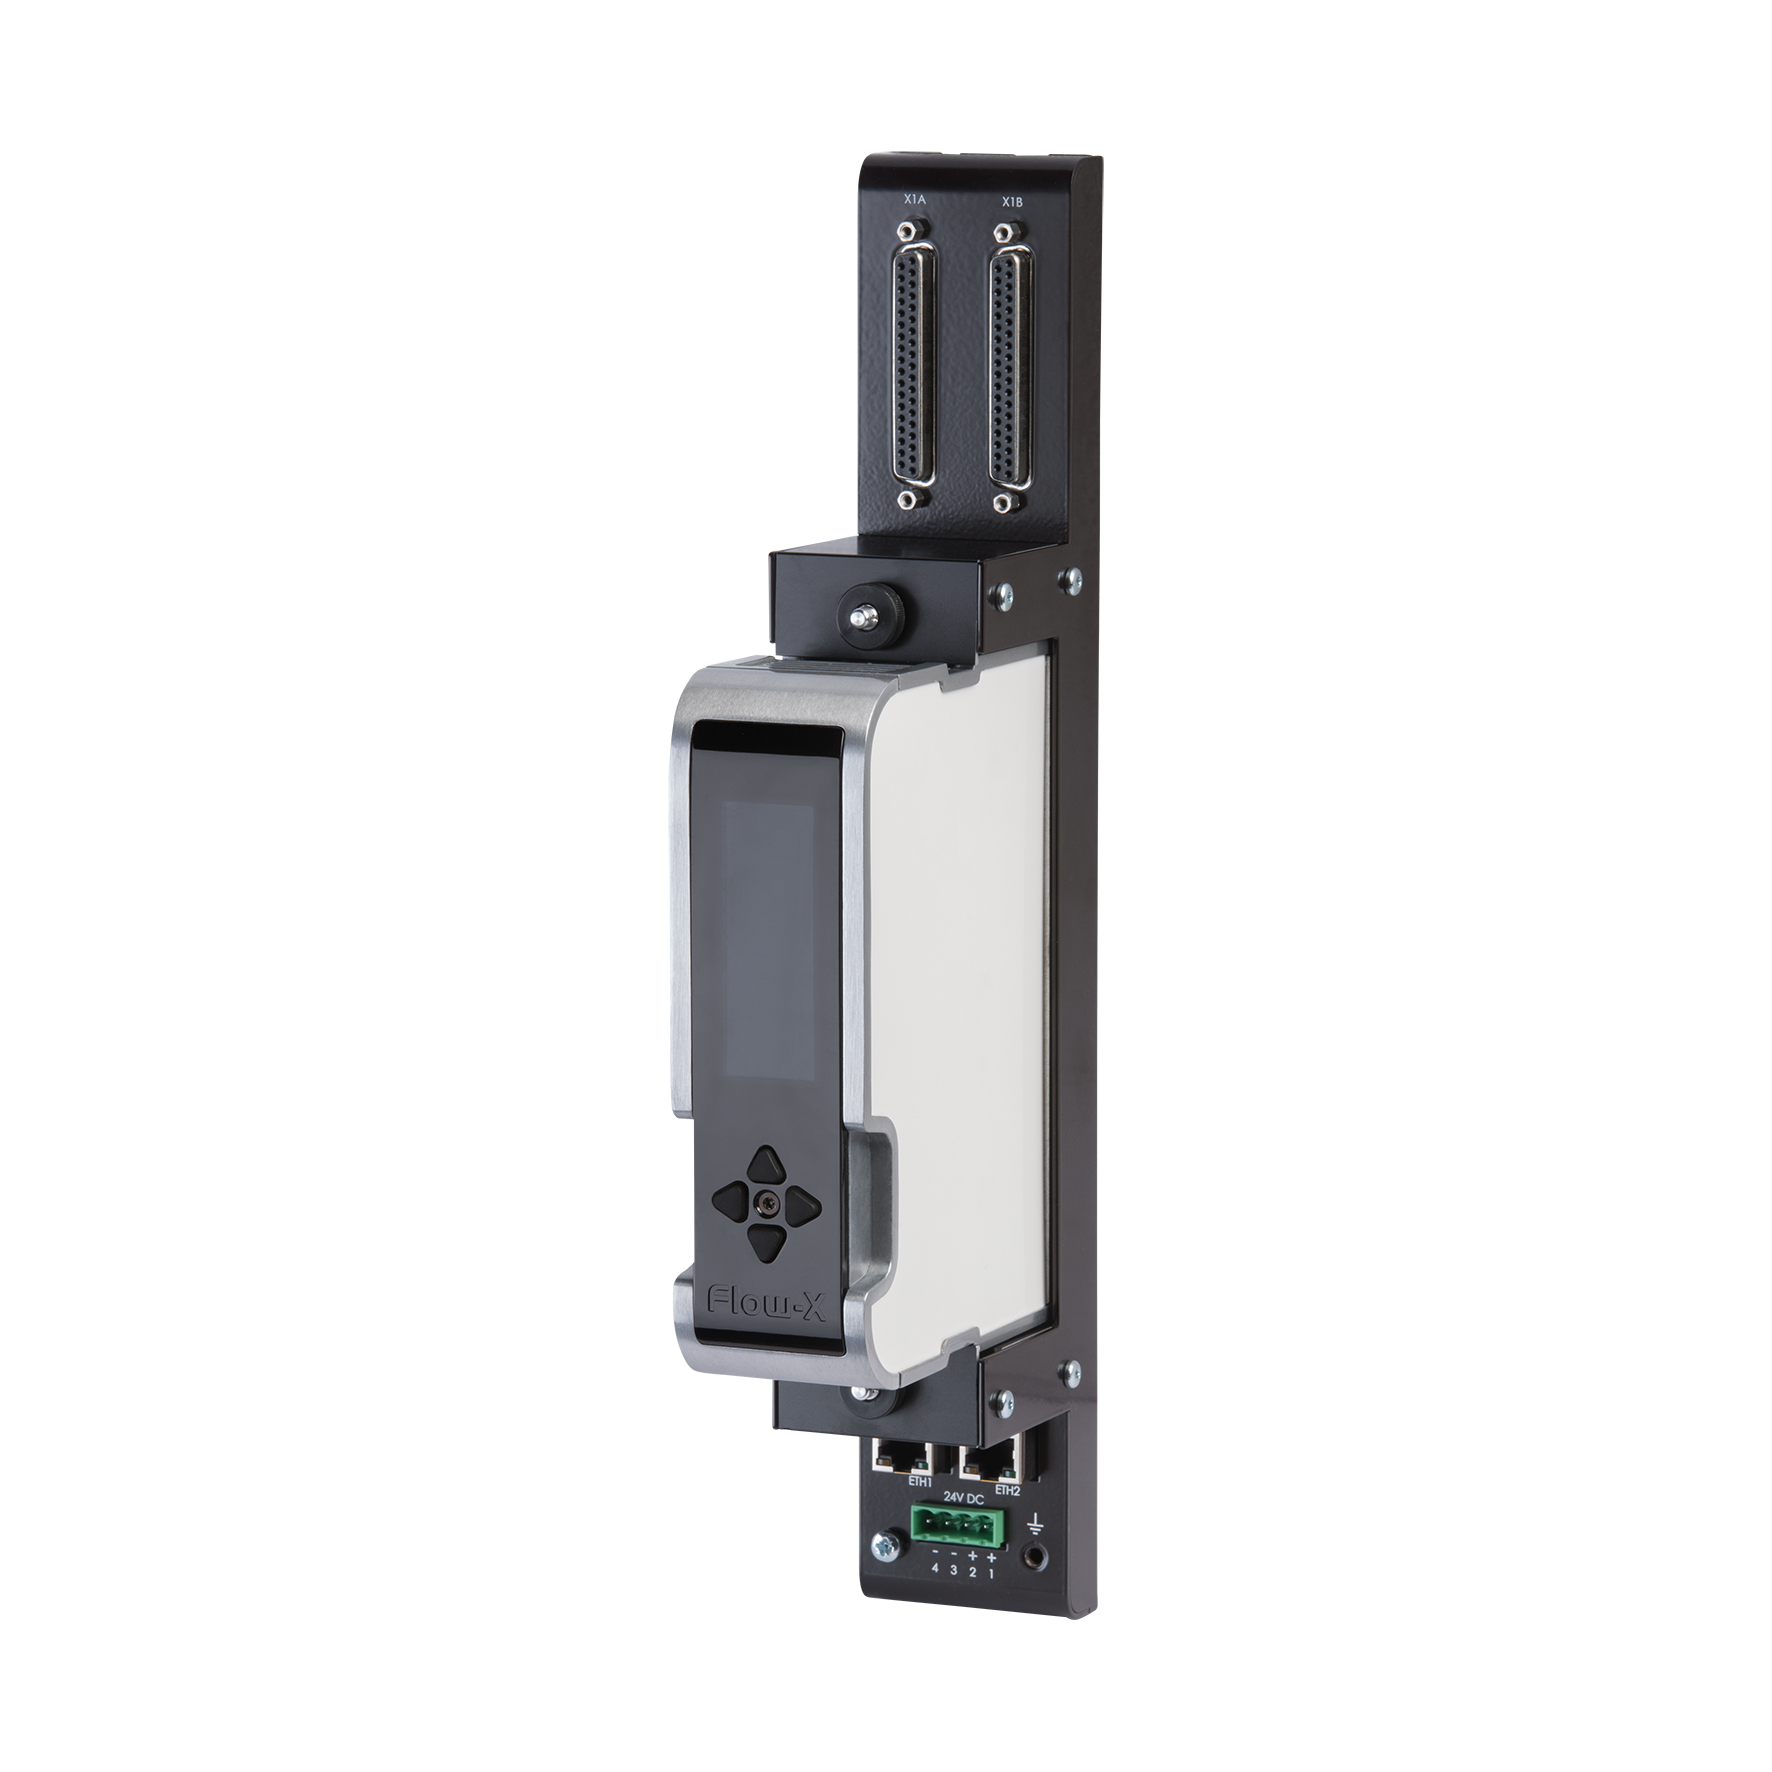 X1A X1B
Flow-X
ETH1 ETH2
24V DC
- - + +
4 3 2 1